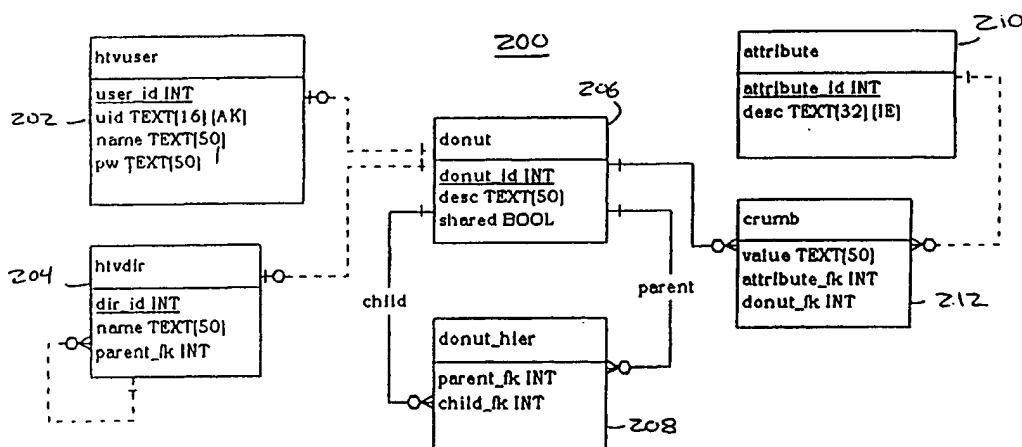 200
htvuser
user_id INT
uid TEXT(16) (AK)
name TEXT(50)
pw TEXT(50)
202
htvdir
dir_id INT
name TEXT(50)
parent_fk INT
204
donut
donut_id INT
desc TEXT(50)
shared BOOL
206
child
parent
donut_hier
parent_fk INT
child_fk INT
208
attribute
attribute_id INT
desc TEXT(32) (IE)
210
crumb
value TEXT(50)
attribute_fk INT
donut_fk INT
212